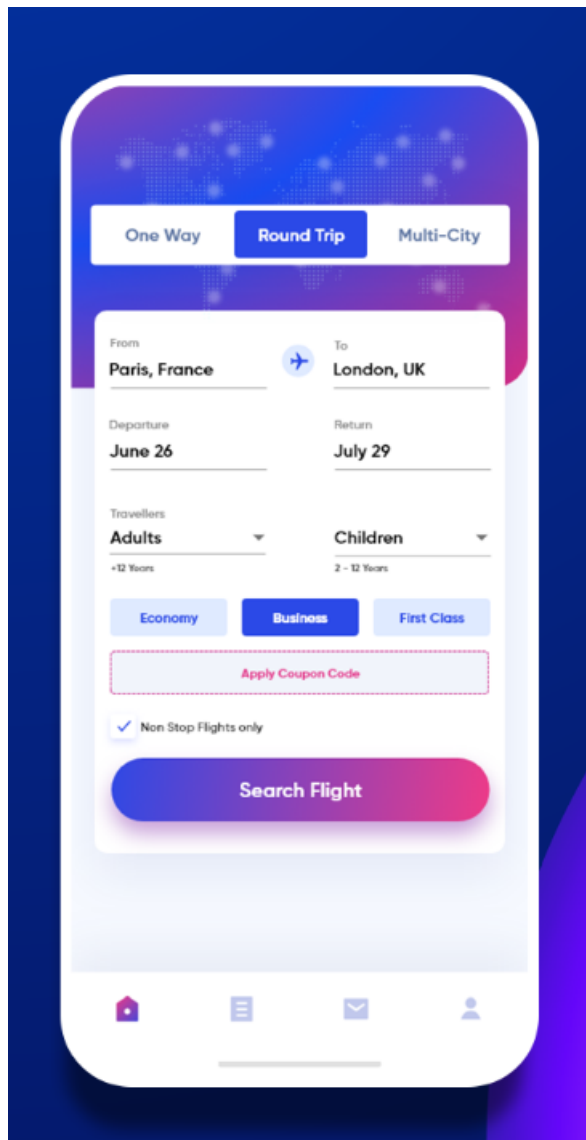 One Way Round Trip Multi-City
From To
Paris, France London, UK
Departure Return
June 26 July 29
Travellers
Adults Children
+12 Years 2 - 12 Years
Economy Business First Class
Apply Coupon Code
Non Stop Flights only
Search Flight